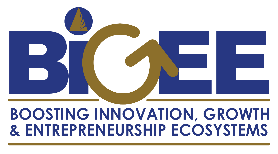 BiGEE
BOOSTING INNOVATION, GROWTH
& ENTREPRENEURSHIP ECOSYSTEMS